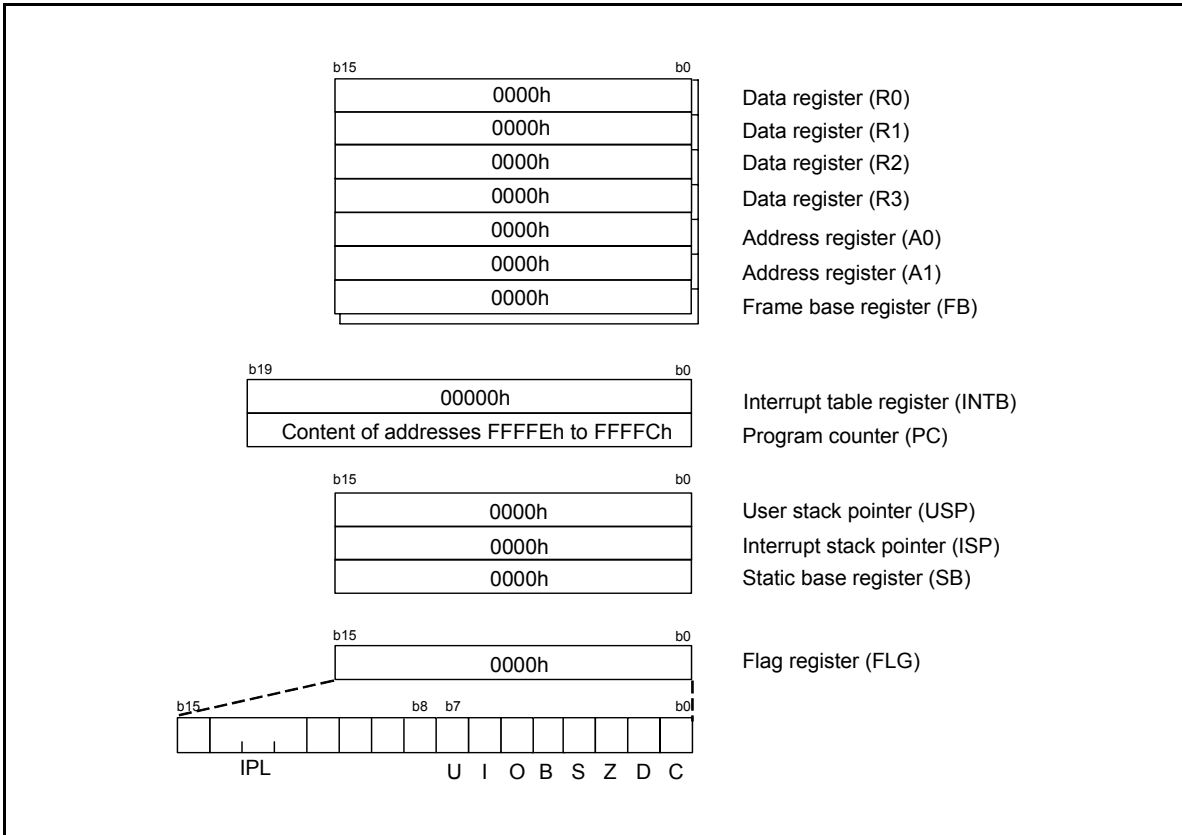 b15 b0
0000h Data register (R0)
0000h Data register (R1)
0000h Data register (R2)
0000h Data register (R3)
0000h Address register (A0)
0000h Address register (A1)
0000h Frame base register (FB)
b19 b0
00000h Interrupt table register (INTB)
Content of addresses FFFFEh to FFFFCh Program counter (PC)
b15 b0
0000h User stack pointer (USP)
0000h Interrupt stack pointer (ISP)
0000h Static base register (SB)
b15 b0
0000h Flag register (FLG)
b15 b8 b7 b0
IPL U I O B S Z D C